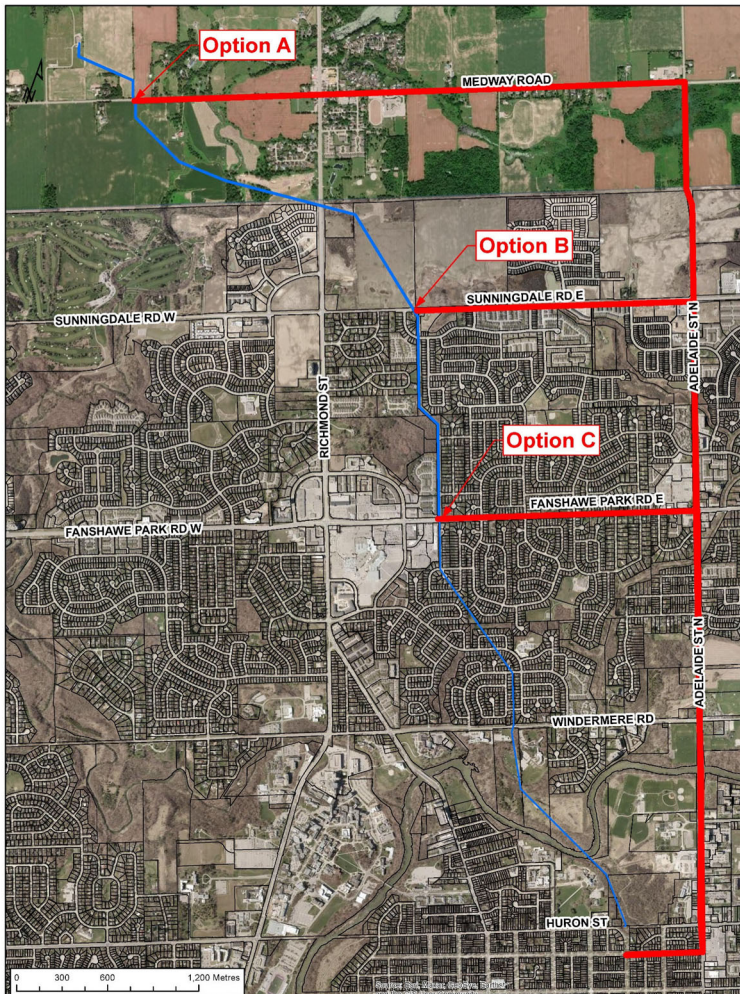 Option A
MEDWAY ROAD
Option B
SUNNINGDALE RD E
SUNNINGDALE RD W
ADELAIDE ST N
RICHMOND ST
Option C
FANSHAWE PARK RD E
FANSHAWE PARK RD W
ADELAIDE ST N
WINDERMERE RD
HURON ST
0 300 600 1,200 Metres